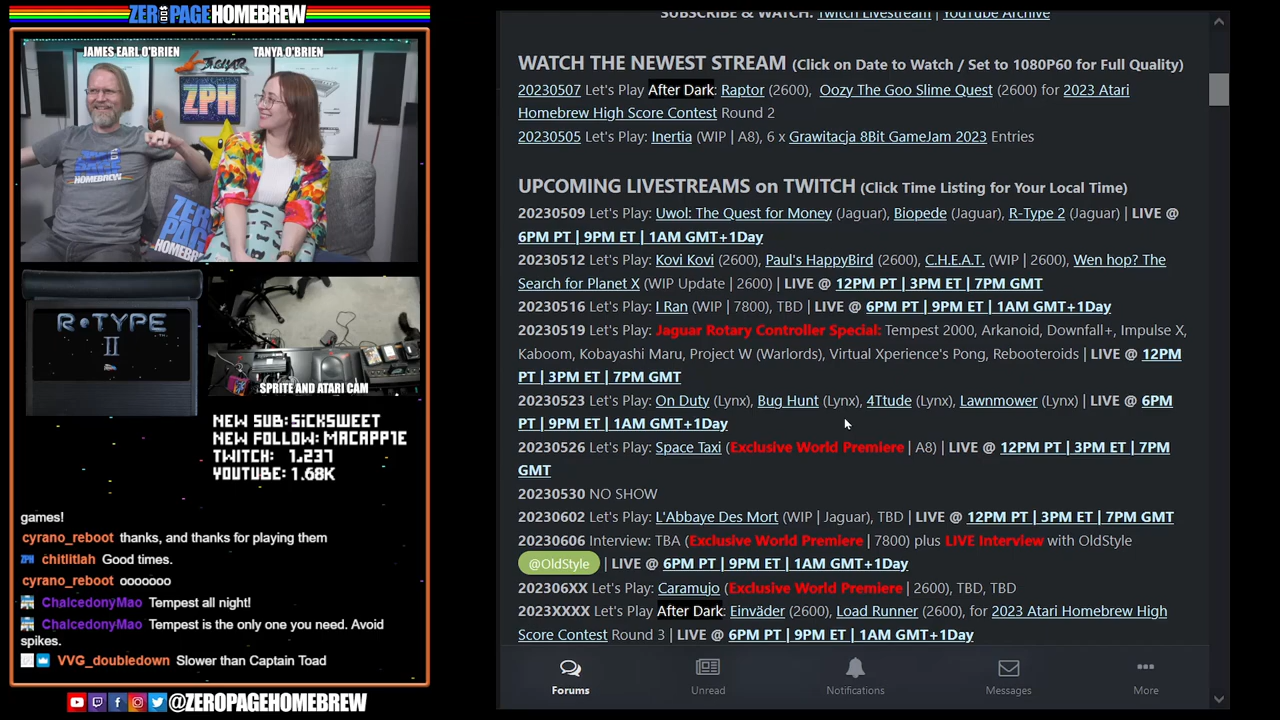 ZERO PAGE HOMEBREW
JAMES EARL O'BRIEN
TANYA O'BRIEN
JAGUAR
ZPH
ZERO
PAGE
HOMEBREW
R•TYPE
II
SPRITE AND ATARI CAM
NEW SUB: SICKSWEET
NEW FOLLOW: MACAPP1E
TWITCH: 1,237
YOUTUBE: 1.68K
games!
cyrano_reboot thanks, and thanks for playing them
ZPH chitlitlah Good times.
cyrano_reboot ooooooo
ChalcedonyMao Tempest all night!
ChalcedonyMao Tempest is the only one you need. Avoid
spikes.
VVG_doubledown Slower than Captain Toad
@ZEROPAGEHOMEBREW
SUBSCRIBE & WATCH: Twitch Livestream | YouTube Archive
WATCH THE NEWEST STREAM (Click on Date to Watch / Set to 1080P60 for Full Quality)
20230507 Let's Play After Dark: Raptor (2600), Oozy The Goo Slime Quest (2600) for 2023 Atari
Homebrew High Score Contest Round 2
20230505 Let's Play: Inertia (WIP | A8), 6 x Grawitacja 8Bit GameJam 2023 Entries
UPCOMING LIVESTREAMS on TWITCH (Click Time Listing for Your Local Time)
20230509 Let's Play: Uwol: The Quest for Money (Jaguar), Biopede (Jaguar), R-Type 2 (Jaguar) | LIVE @
6PM PT | 9PM ET | 1AM GMT+1Day
20230512 Let's Play: Kovi Kovi (2600), Paul's HappyBird (2600), C.H.E.A.T. (WIP | 2600), Wen hop? The
Search for Planet X (WIP Update | 2600) | LIVE @ 12PM PT | 3PM ET | 7PM GMT
20230516 Let's Play: I Ran (WIP | 7800), TBD | LIVE @ 6PM PT | 9PM ET | 1AM GMT+1Day
20230519 Let's Play: Jaguar Rotary Controller Special: Tempest 2000, Arkanoid, Downfall+, Impulse X,
Kaboom, Kobayashi Maru, Project W (Warlords), Virtual Xperience's Pong, Rebooteroids | LIVE @ 12PM
PT | 3PM ET | 7PM GMT
20230523 Let's Play: On Duty (Lynx), Bug Hunt (Lynx), 4Ttude (Lynx), Lawnmower (Lynx) | LIVE @ 6PM
PT | 9PM ET | 1AM GMT+1Day
20230526 Let's Play: Space Taxi (Exclusive World Premiere | A8) | LIVE @ 12PM PT | 3PM ET | 7PM
GMT
20230530 NO SHOW
20230602 Let's Play: L'Abbaye Des Mort (WIP | Jaguar), TBD | LIVE @ 12PM PT | 3PM ET | 7PM GMT
20230606 Interview: TBA (Exclusive World Premiere | 7800) plus LIVE Interview with OldStyle
@OldStyle | LIVE @ 6PM PT | 9PM ET | 1AM GMT+1Day
202306XX Let's Play: Caramujo (Exclusive World Premiere | 2600), TBD, TBD
2023XXXX Let's Play After Dark: Einväder (2600), Load Runner (2600), for 2023 Atari Homebrew High
Score Contest Round 3 | LIVE @ 6PM PT | 9PM ET | 1AM GMT+1Day
Forums
Unread
Notifications
Messages
More